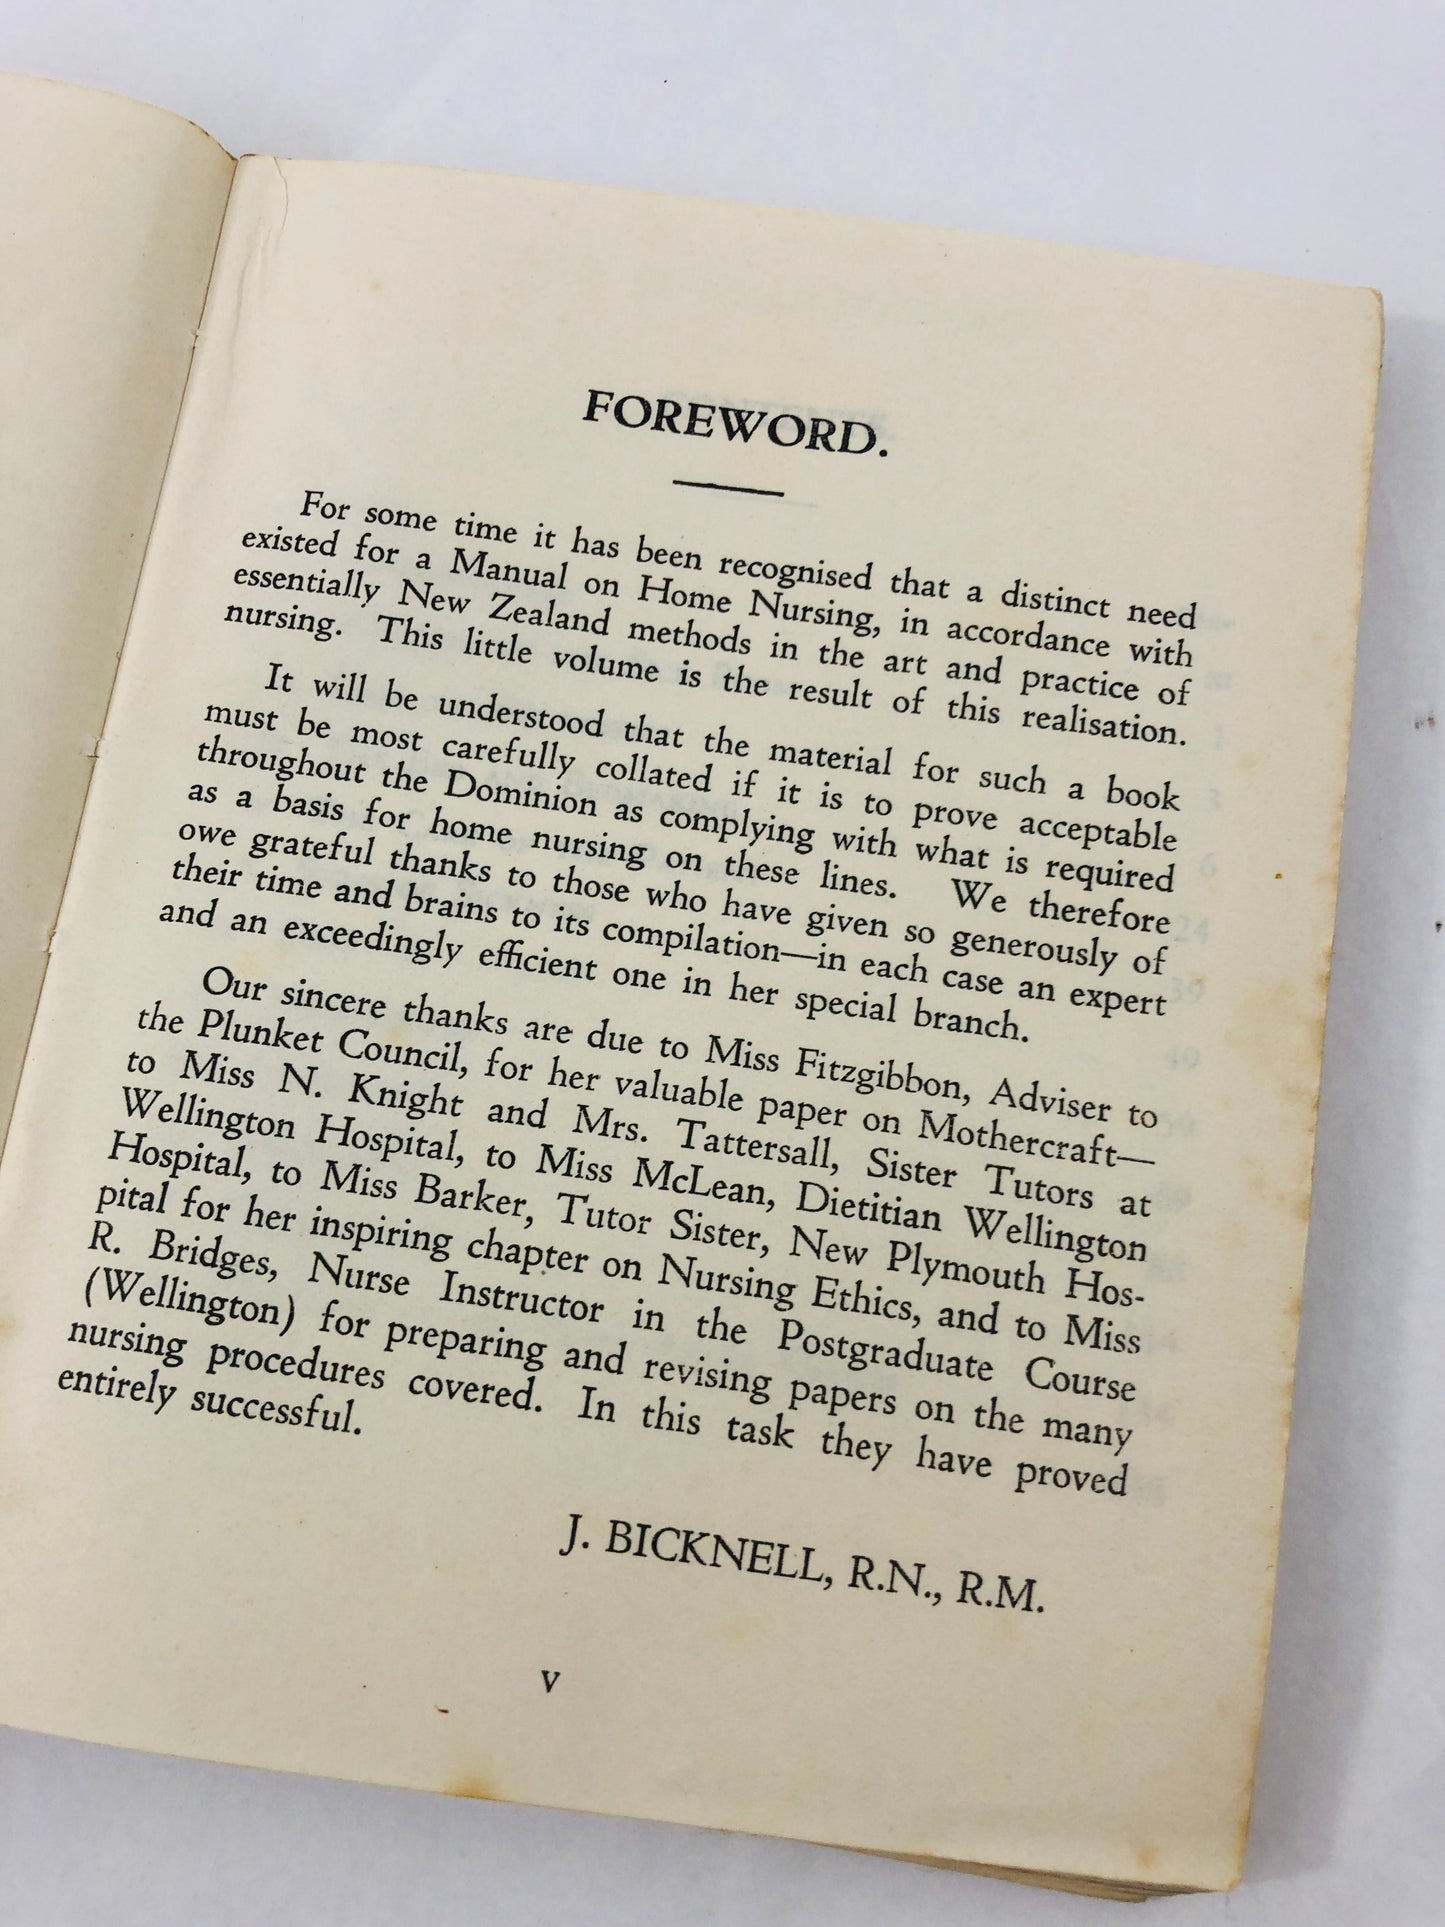 FOREWORD.
For some time it has been recognised that a distinct need
existed for a Manual on Home Nursing, in accordance with
essentially New Zealand methods in the art and practice of
nursing. This little volume is the result of this realisation.
It will be understood that the material for such a book
must be most carefully collated if it is to prove acceptable
throughout the Dominion as complying with what is required
as a basis for home nursing on these lines. We therefore
owe grateful thanks to those who have given so generously of
their time and brains to its compilation—in each case an expert
and an exceedingly efficient one in her special branch.
Our sincere thanks are due to Miss Fitzgibbon, Adviser to
the Plunket Council, for her valuable paper on Mothercraft—
to Miss N. Knight and Mrs. Tattersall, Sister Tutors at
Wellington Hospital, to Miss McLean, Dietitian Wellington
Hospital, to Miss Barker, Tutor Sister, New Plymouth Hos-
pital for her inspiring chapter on Nursing Ethics, and to Miss
R. Bridges, Nurse Instructor in the Postgraduate Course
(Wellington) for preparing and revising papers on the many
nursing procedures covered. In this task they have proved
entirely successful.
J. BICKNELL, R.N., R.M.
v